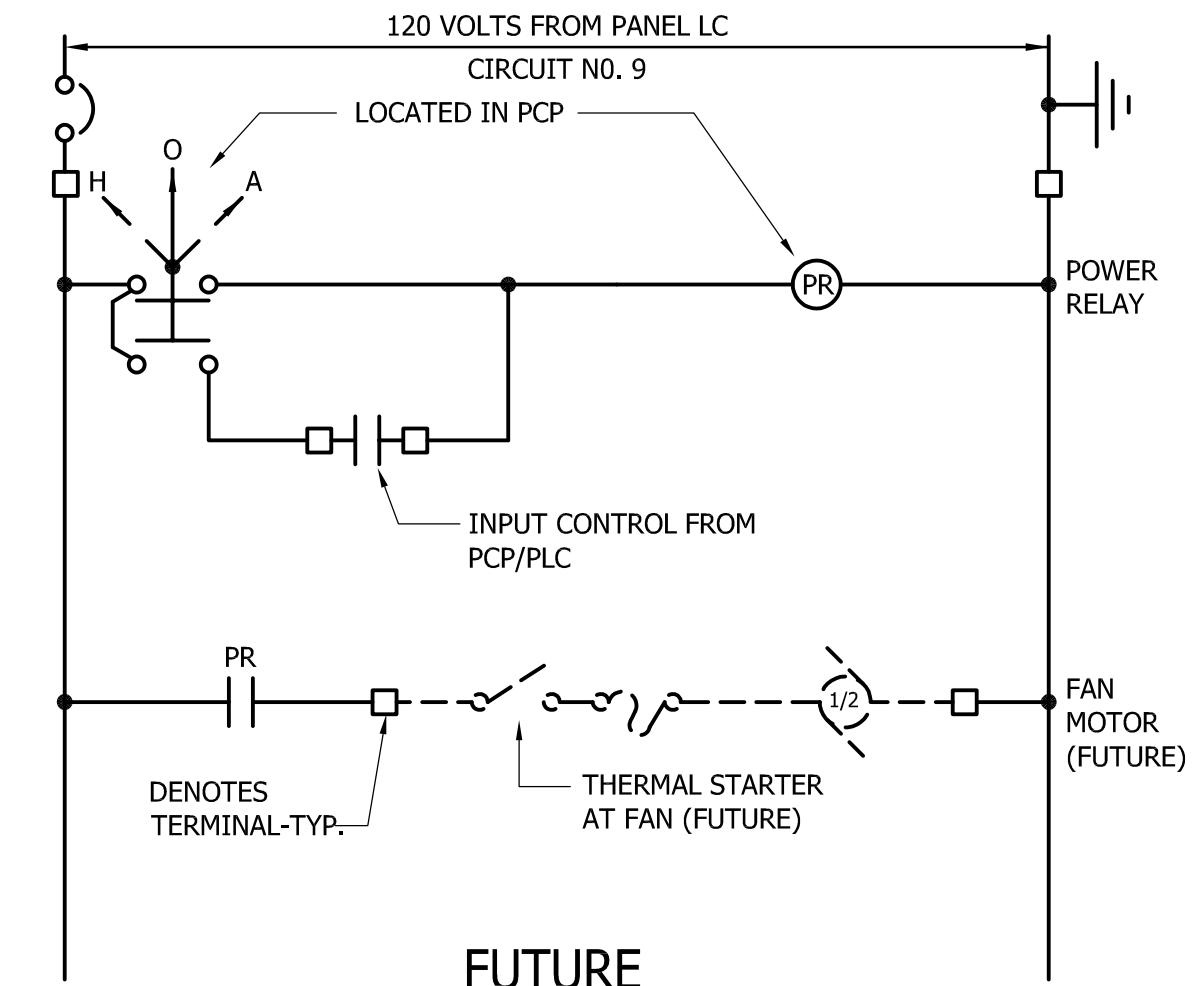 120 VOLTS FROM PANEL LC
CIRCUIT N0. 9
LOCATED IN PCP
O
H
A
PR
POWER
RELAY
INPUT CONTROL FROM
PCP/PLC
PR
1/2
FAN
MOTOR
(FUTURE)
DENOTES
TERMINAL-TYP.
THERMAL STARTER
AT FAN (FUTURE)
FUTURE